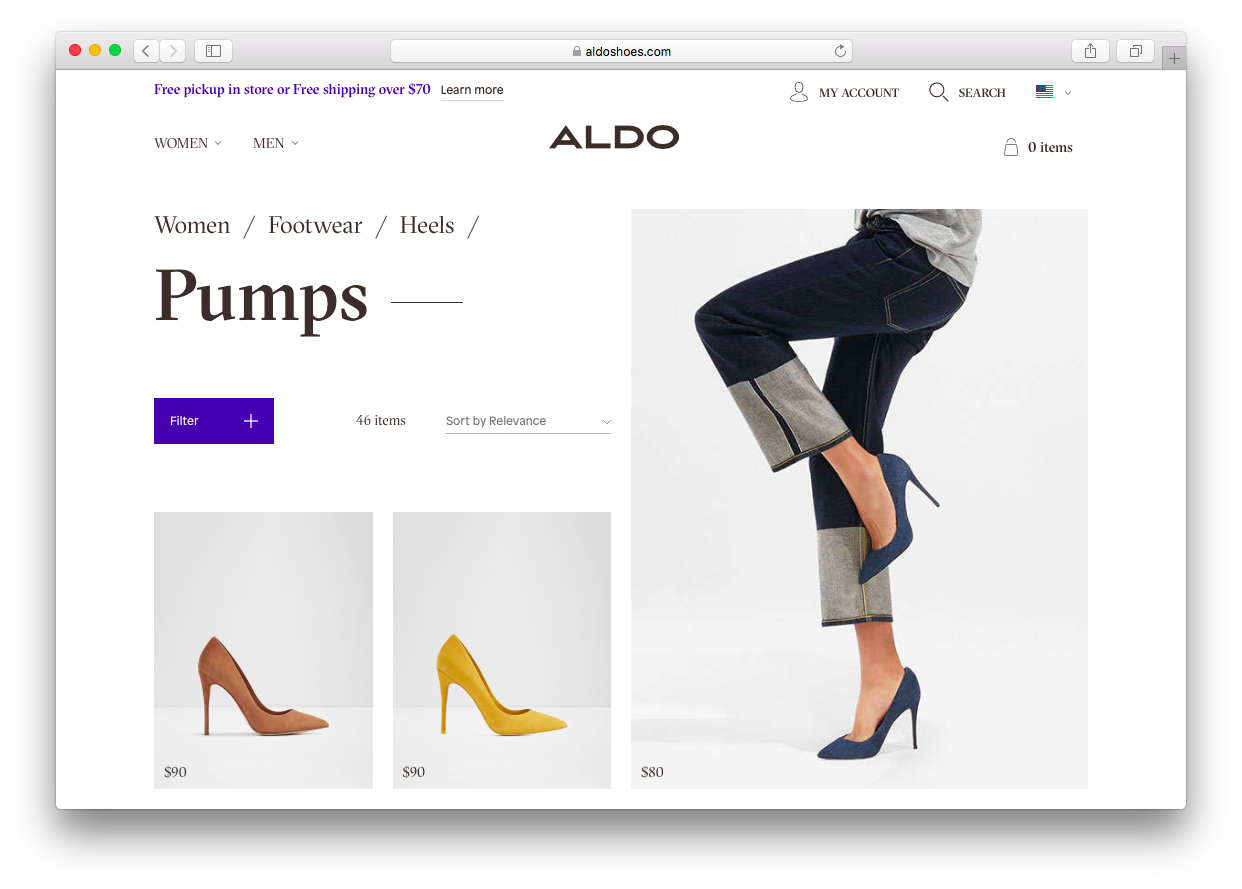 aldoshoes.com
Free pickup in store or Free shipping over $70 Learn more
MY ACCOUNT
SEARCH
WOMEN
MEN
ALDO
0 items
Women / Footwear / Heels /
Pumps
Filter
46 items
Sort by Relevance
$90
$90
$80